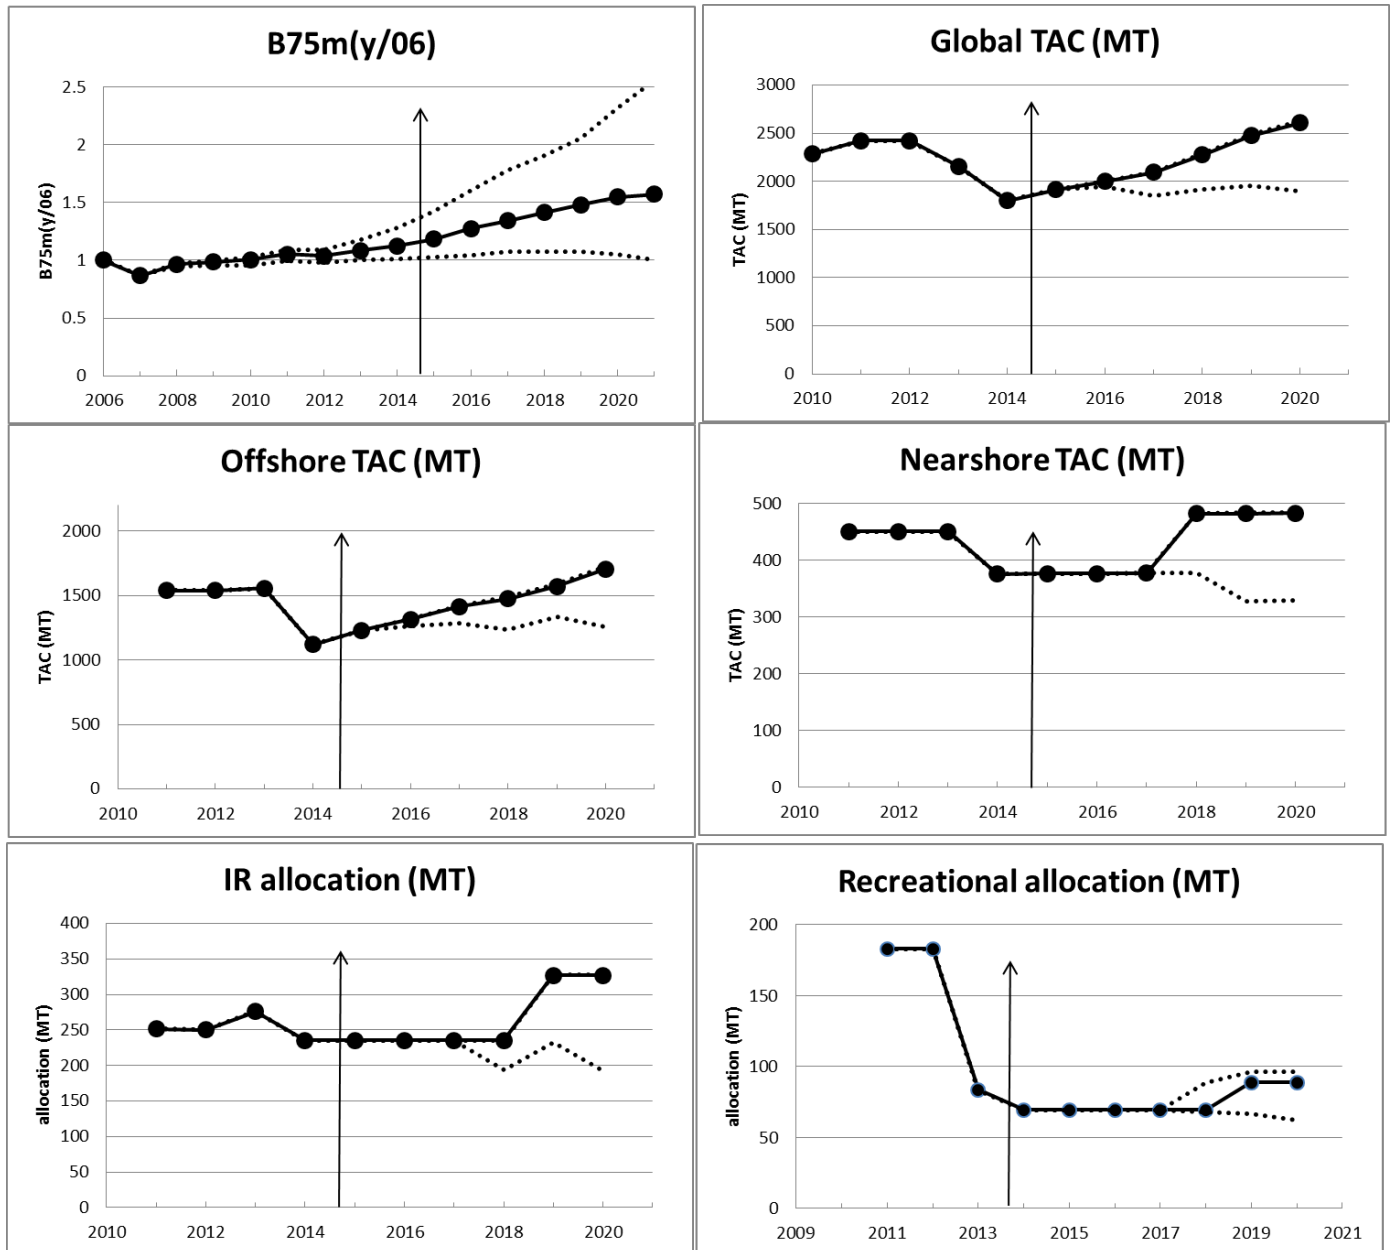 B75m(y/06)
B75m(y/06)
2.5
2
1.5
1
0.5
0
2006 2008 2010 2012 2014 2016 2018 2020
Global TAC (MT)
TAC (MT)
3000
2500
2000
1500
1000
500
0
2010 2012 2014 2016 2018 2020
Offshore TAC (MT)
TAC (MT)
2000
1500
1000
500
0
2010 2012 2014 2016 2018 2020
Nearshore TAC (MT)
TAC (MT)
500
400
300
200
100
0
2010 2012 2014 2016 2018 2020
IR allocation (MT)
allocation (MT)
400
350
300
250
200
150
100
50
0
2010 2012 2014 2016 2018 2020
Recreational allocation (MT)
allocation (MT)
200
150
100
50
0
2009 2011 2013 2015 2017 2019 2021